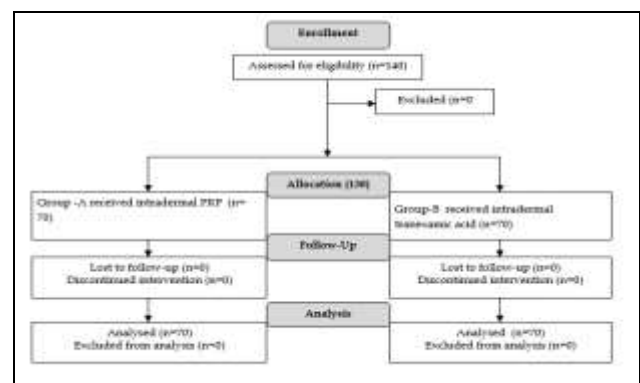 Enrollment
Assessed for eligibility (n=140)
Excluded (n=0
Allocation (130)
Group -A received intradermal PRP (n=
70)
Group-B received intradermal
tranexamic acid (n=70)
Follow-Up
Lost to follow-up (n=0)
Discontinued intervention (n=0)
Lost to follow-up (n=0)
Discontinued intervention (n=0)
Analysis
Analysed (n=70)
Excluded from analysis (n=0)
Analysed (n=70)
Excluded from analysis (n=0)